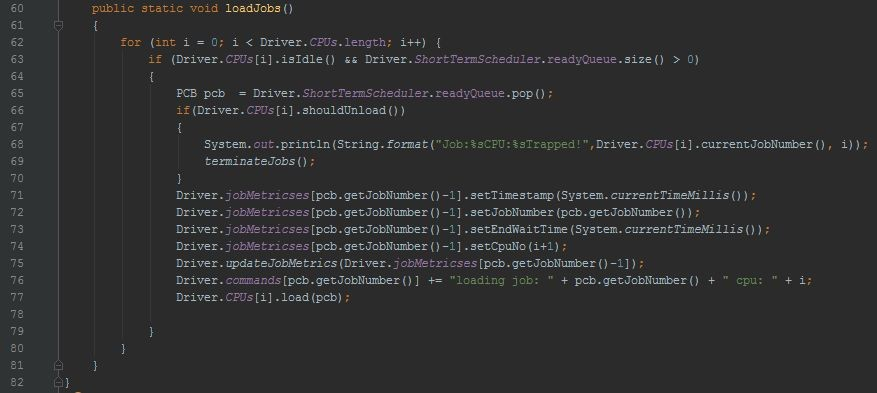 60 public static void loadJobs()
61 {
62 for (int i = 0; i < Driver.CPUs.length; i++) {
63 if (Driver.CPUs[i].isIdle() && Driver.ShortTermScheduler.readyQueue.size() > 0)
64 {
65 PCB pcb  = Driver.ShortTermScheduler.readyQueue.pop();
66 if(Driver.CPUs[i].shouldUnload())
67 {
68 System.out.println(String.format("Job:%sCPU:%sTrapped!",Driver.CPUs[i].currentJobNumber(), i));
69 terminateJobs();
70 }
71 Driver.jobMetricses[pcb.getJobNumber()-1].setTimestamp(System.currentTimeMillis());
72 Driver.jobMetricses[pcb.getJobNumber()-1].setJobNumber(pcb.getJobNumber());
73 Driver.jobMetricses[pcb.getJobNumber()-1].setEndWaitTime(System.currentTimeMillis());
74 Driver.jobMetricses[pcb.getJobNumber()-1].setCpuNo(i+1);
75 Driver.updateJobMetrics(Driver.jobMetricses[pcb.getJobNumber()-1]);
76 Driver.commands[pcb.getJobNumber()] += "loading job: " + pcb.getJobNumber() + " cpu: " + i;
77 Driver.CPUs[i].load(pcb);
78
79 }
80 }
81 }
82 }